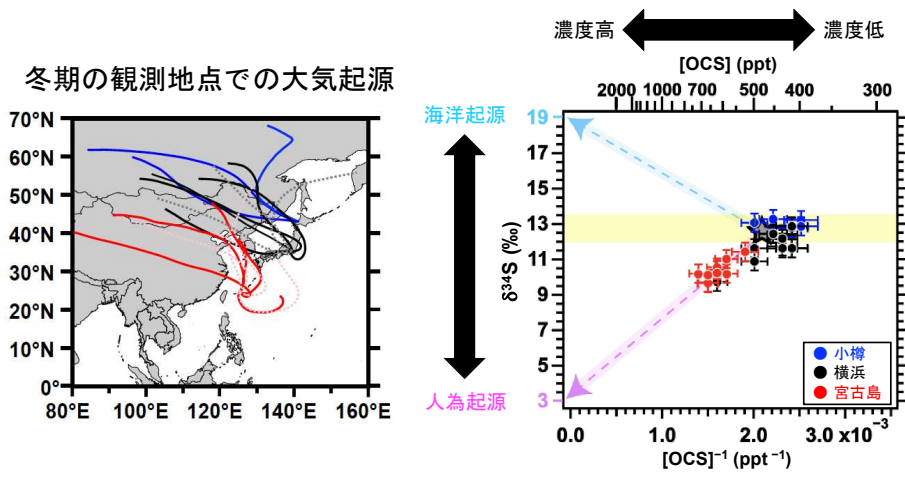 冬期の観測地点での大気起源
70°N
60°N
50°N
40°N
30°N
20°N
10°N
0°
80°E 100°E 120°E 140°E 160°E
濃度高 濃度低
[OCS] (ppt)
2000 1000 700 500 400 300
海洋起源
人為起源
δ³⁴S (‰)
19
17
15
13
11
9
7
5
3
小樽
横浜
宮古島
0.0 1.0 2.0 3.0 x10⁻³
[OCS]⁻¹ (ppt⁻¹)